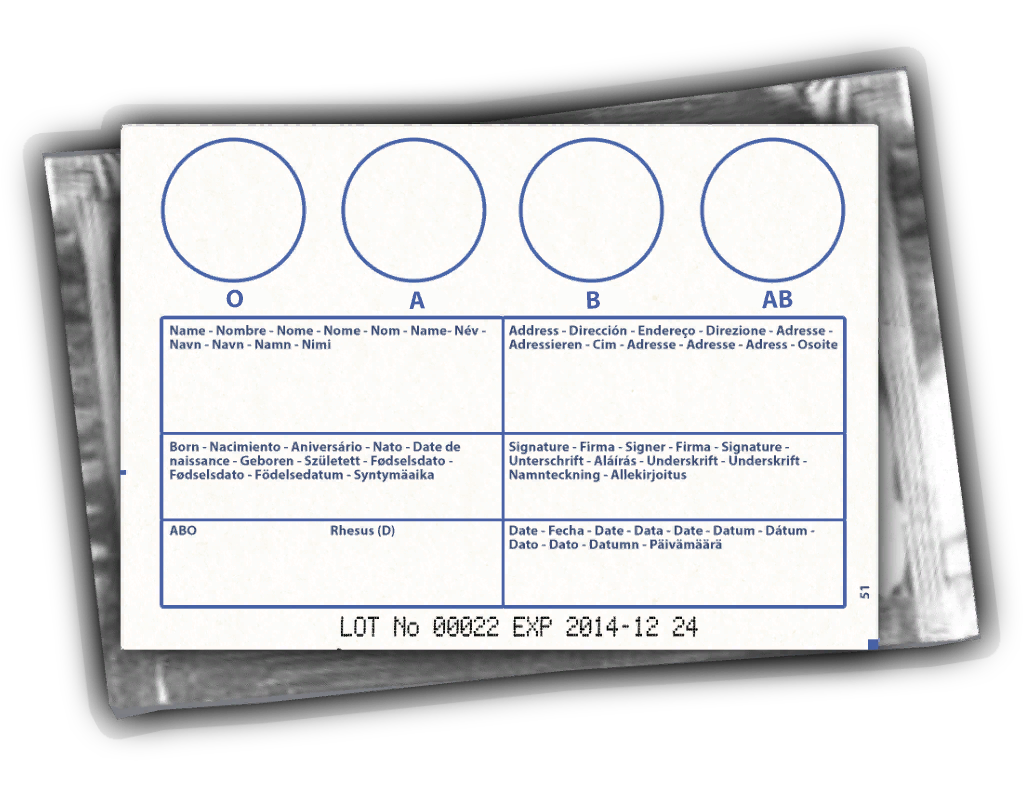 O A B AB
Name - Nombre - Nome - Nome - Nom - Name- Név -
Navn - Navn - Namn - Nimi
Address - Dirección - Endereço - Direzione - Adresse -
Adressieren - Cim - Adresse - Adresse - Adress - Osoite
Born - Nacimiento - Aniversário - Nato - Date de
naissance - Geboren - Született - Fødselsdato -
Fødselsdato - Födelsedatum - Syntymäaika
Signature - Firma - Signer - Firma - Signature -
Unterschrift - Aláírás - Underskrift - Underskrift -
Namnteckning - Allekirjoitus
ABO Rhesus (D)
Date - Fecha - Date - Data - Date - Datum - Dátum -
Dato - Dato - Datumn - Päivämäärä
51
LOT No 00022 EXP 2014-12 24